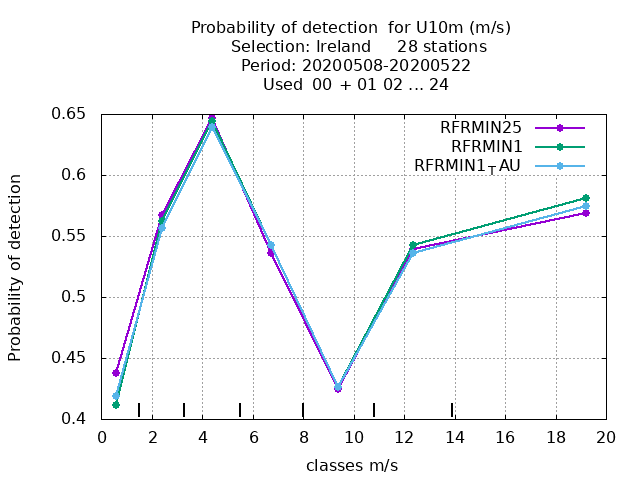 Probability of detection  for U10m (m/s)
Selection: Ireland     28 stations
Period: 20200508-20200522
Used  00  + 01 02 ... 24
0.65
0.6
0.55
0.5
0.45
0.4
Probability of detection
RFRMIN25
RFRMIN1
RFRMIN1TAU
0 2 4 6 8 10 12 14 16 18 20
classes m/s